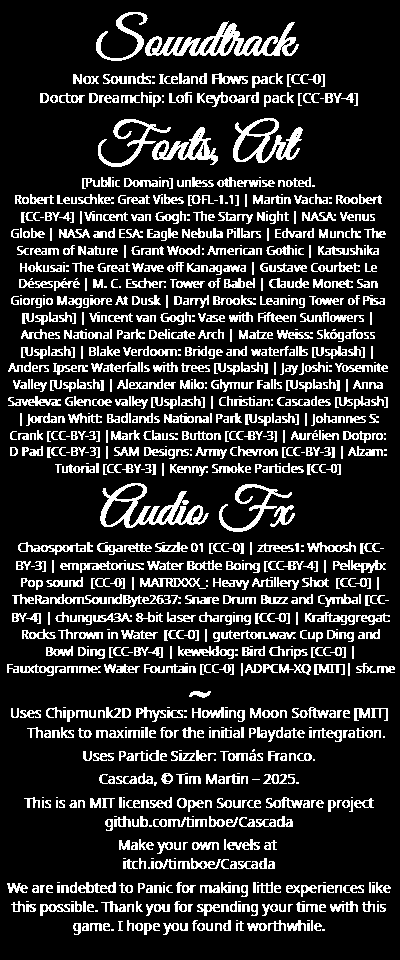 Soundtrack
Nox Sounds: Iceland Flows pack [CC-0]
Doctor Dreamchip: Lofi Keyboard pack [CC-BY-4]
Fonts, Art
[Public Domain] unless otherwise noted.
Robert Leuschke: Great Vibes [OFL-1.1] | Martin Vacha: Roobert
[CC-BY-4] |Vincent van Gogh: The Starry Night | NASA: Venus
Globe | NASA and ESA: Eagle Nebula Pillars | Edvard Munch: The
Scream of Nature | Grant Wood: American Gothic | Katsushika
Hokusai: The Great Wave off Kanagawa | Gustave Courbet: Le
Désespéré | M. C. Escher: Tower of Babel | Claude Monet: San
Giorgio Maggiore At Dusk | Darryl Brooks: Leaning Tower of Pisa
[Usplash] | Vincent van Gogh: Vase with Fifteen Sunflowers |
Arches National Park: Delicate Arch | Matze Weiss: Skógafoss
[Usplash] | Blake Verdoorn: Bridge and waterfalls [Usplash] |
Anders Ipsen: Waterfalls with trees [Usplash] | Jay Joshi: Yosemite
Valley [Usplash] | Alexander Milo: Glymur Falls [Usplash] | Anna
Saveleva: Glencoe valley [Usplash] | Christian: Cascades [Usplash]
| Jordan Whitt: Badlands National Park [Usplash] | Johannes S:
Crank [CC-BY-3] |Mark Claus: Button [CC-BY-3] | Aurélien Dotpro:
D Pad [CC-BY-3] | SAM Designs: Army Chevron [CC-BY-3] | Alzam:
Tutorial [CC-BY-3] | Kenny: Smoke Particles [CC-0]
Audio Fx
Chaosportal: Cigarette Sizzle 01 [CC-0] | ztrees1: Whoosh [CC-
BY-3] | empraetorius: Water Bottle Boing [CC-BY-4] | Pellepyb:
Pop sound [CC-0] | MATRIXXX_: Heavy Artillery Shot [CC-0] |
TheRandomSoundByte2637: Snare Drum Buzz and Cymbal [CC-
BY-4] | chungus43A: 8-bit laser charging [CC-0] | Kraftaggregat:
Rocks Thrown in Water [CC-0] | guterton.wav: Cup Ding and
Bowl Ding [CC-BY-4] | keweldog: Bird Chrips [CC-0] |
Fauxtogramme: Water Fountain [CC-0] |ADPCM-XQ [MIT]| sfx.me
~
Uses Chipmunk2D Physics: Howling Moon Software [MIT]
Thanks to maximile for the initial Playdate integration.
Uses Particle Sizzler: Tomás Franco.
Cascada, © Tim Martin – 2025.
This is an MIT licensed Open Source Software project
github.com/timboe/Cascada
Make your own levels at
itch.io/timboe/Cascada
We are indebted to Panic for making little experiences like
this possible. Thank you for spending your time with this
game. I hope you found it worthwhile.